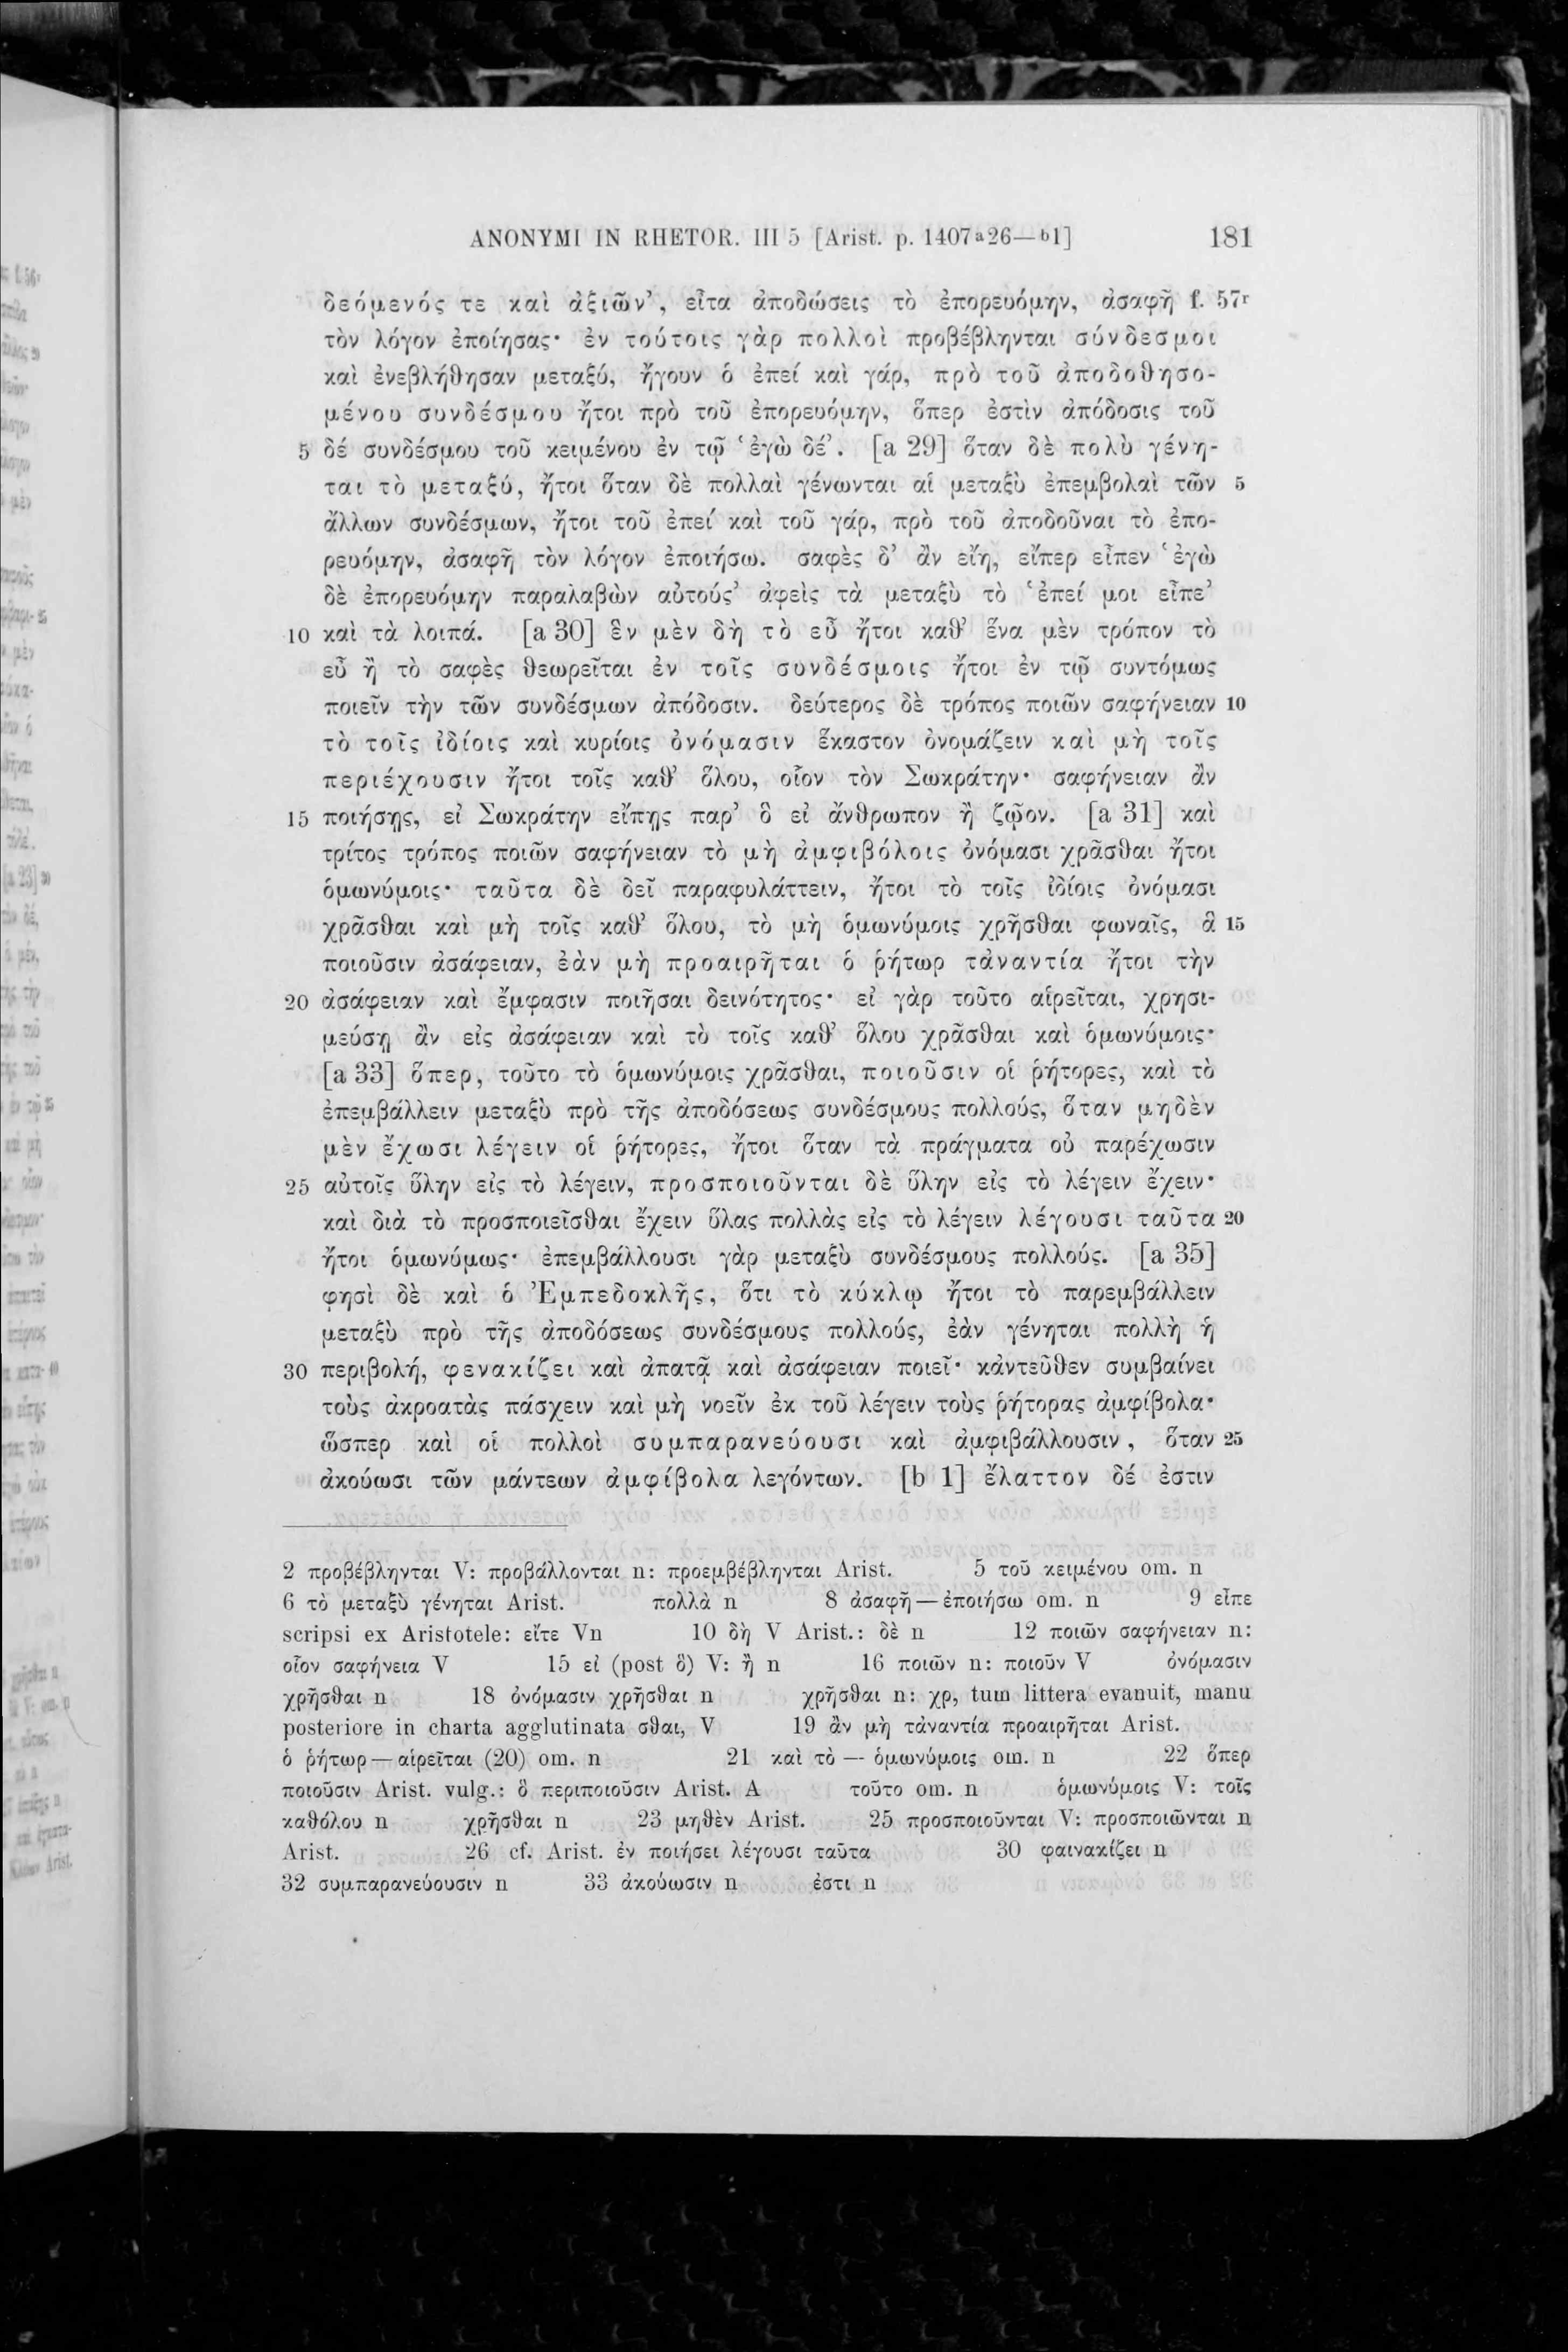 ANONYMI IN RHETOR. III 5 [Arist. p. 1407a26—b1] 181
δεόμενός τε καὶ ἀξιῶν’, εἶτα ἀποδώσεις τὸ ἐπορευόμην, ἀσαφῆ f. 57r
τὸν λόγον ἐποίησας· ἐν τούτοις γὰρ πολλοὶ προβέβληνται σύνδεσμοι
καὶ ἐνεβλήθησαν μεταξύ, ἤγουν ὁ ἐπεί καὶ γάρ, πρὸ τοῦ ἀποδοθησο-
μένου συνδέσμου ἤτοι πρὸ τοῦ ἐπορευόμην, ὅπερ ἐστὶν ἀπόδοσις τοῦ
5 δέ συνδέσμου τοῦ κειμένου ἐν τῷ ‘ἐγὼ δέ’. [a 29] ὅταν δὲ πολὺ γένη-
ται τὸ μεταξύ, ἤτοι ὅταν δὲ πολλαὶ γένωνται αἱ μεταξὺ ἐπεμβολαὶ τῶν 5
ἄλλων συνδέσμων, ἤτοι τοῦ ἐπεί καὶ τοῦ γάρ, πρὸ τοῦ ἀποδοῦναι τὸ ἐπο-
ρευόμην, ἀσαφῆ τὸν λόγον ἐποιήσω. σαφὲς δ’ ἂν εἴη, εἴπερ εἶπεν ‘ἐγὼ
δὲ ἐπορευόμην παραλαβὼν αὐτούς’ ἀφεὶς τὰ μεταξὺ τὸ ‘ἐπεί μοι εἶπε’
10 καὶ τὰ λοιπά. [a 30] ἓν μὲν δὴ τὸ εὖ ἤτοι καθ’ ἕνα μὲν τρόπον τὸ
εὖ ἢ τὸ σαφὲς θεωρεῖται ἐν τοῖς συνδέσμοις ἤτοι ἐν τῷ συντόμως
ποιεῖν τὴν τῶν συνδέσμων ἀπόδοσιν. δεύτερος δὲ τρόπος ποιῶν σαφήνειαν 10
τὸ τοῖς ἰδίοις καὶ κυρίοις ὀνόμασιν ἕκαστον ὀνομάζειν καὶ μὴ τοῖς
περιέχουσιν ἤτοι τοῖς καθ’ ὅλου, οἷον τὸν Σωκράτην· σαφήνειαν ἂν
15 ποιήσῃς, εἰ Σωκράτην εἴπῃς παρ’ ὃ εἰ ἄνθρωπον ἢ ζῷον. [a 31] καὶ
τρίτος τρόπος ποιῶν σαφήνειαν τὸ μὴ ἀμφιβόλοις ὀνόμασι χρᾶσθαι ἤτοι
ὁμωνύμοις· ταῦτα δὲ δεῖ παραφυλάττειν, ἤτοι τὸ τοῖς ἰδίοις ὀνόμασι
χρᾶσθαι καὶ μὴ τοῖς καθ’ ὅλου, τὸ μὴ ὁμωνύμοις χρῆσθαι φωναῖς, ἃ 15
ποιοῦσιν ἀσάφειαν, ἐὰν μὴ προαιρῆται ὁ ῥήτωρ τἀναντία ἤτοι τὴν
20 ἀσάφειαν καὶ ἔμφασιν ποιῆσαι δεινότητος· εἰ γὰρ τοῦτο αἱρεῖται, χρησι-
μεύσῃ ἂν εἰς ἀσάφειαν καὶ τὸ τοῖς καθ’ ὅλου χρᾶσθαι καὶ ὁμωνύμοις·
[a 33] ὅπερ, τοῦτο τὸ ὁμωνύμοις χρᾶσθαι, ποιοῦσιν οἱ ῥήτορες, καὶ τὸ
ἐπεμβάλλειν μεταξὺ πρὸ τῆς ἀποδόσεως συνδέσμους πολλούς, ὅταν μηδὲν
μὲν ἔχωσι λέγειν οἱ ῥήτορες, ἤτοι ὅταν τὰ πράγματα οὐ παρέχωσιν
25 αὐτοῖς ὕλην εἰς τὸ λέγειν, προσποιοῦνται δὲ ὕλην εἰς τὸ λέγειν ἔχειν·
καὶ διὰ τὸ προσποιεῖσθαι ἔχειν ὕλας πολλὰς εἰς τὸ λέγειν λέγουσι ταῦτα 20
ἤτοι ὁμωνύμως· ἐπεμβάλλουσι γὰρ μεταξὺ συνδέσμους πολλούς. [a 35]
φησὶ δὲ καὶ ὁ Ἐμπεδοκλῆς, ὅτι τὸ κύκλῳ ἤτοι τὸ παρεμβάλλειν
μεταξὺ πρὸ τῆς ἀποδόσεως συνδέσμους πολλούς, ἐὰν γένηται πολλὴ ἡ
30 περιβολή, φενακίζει καὶ ἀπατᾷ καὶ ἀσάφειαν ποιεῖ· κἀντεῦθεν συμβαίνει
τοὺς ἀκροατὰς πάσχειν καὶ μὴ νοεῖν ἐκ τοῦ λέγειν τοὺς ῥήτορας ἀμφίβολα·
ὥσπερ καὶ οἱ πολλοὶ συμπαρανεύουσι καὶ ἀμφιβάλλουσιν, ὅταν 25
ἀκούωσι τῶν μάντεων ἀμφίβολα λεγόντων. [b 1] ἔλαττον δέ ἐστιν
2 προβέβληνται V: προβάλλονται n: προεμβέβληνται Arist. 5 τοῦ κειμένου om. n
6 τὸ μεταξὺ γένηται Arist. πολλὰ n 8 ἀσαφῆ — ἐποιήσω om. n 9 εἶπε
scripsi ex Aristotele: εἴτε Vn 10 δὴ V Arist.: δὲ n 12 ποιῶν σαφήνειαν n:
οἷον σαφήνεια V 15 εἰ (post ὃ) V: ἢ n 16 ποιῶν n: ποιοῦν V ὀνόμασιν
χρῆσθαι n 18 ὀνόμασιν χρῆσθαι n χρῆσθαι n: χρ, tum littera evanuit, manu
posteriore in charta agglutinata σθαι, V 19 ἂν μὴ τἀναντία προαιρῆται Arist.
ὁ ῥήτωρ — αἱρεῖται (20) om. n 21 καὶ τὸ — ὁμωνύμοις om. n 22 ὅπερ
ποιοῦσιν Arist. vulg.: ὃ περιποιοῦσιν Arist. A τοῦτο om. n ὁμωνύμοις V: τοῖς
καθόλου n χρῆσθαι n 23 μηθὲν Arist. 25 προσποιοῦνται V: προσποιῶνται n
Arist. 26 cf. Arist. ἐν ποιήσει λέγουσι ταῦτα 30 φαινακίζει n
32 συμπαρανεύουσιν n 33 ἀκούωσιν n ἐστι n